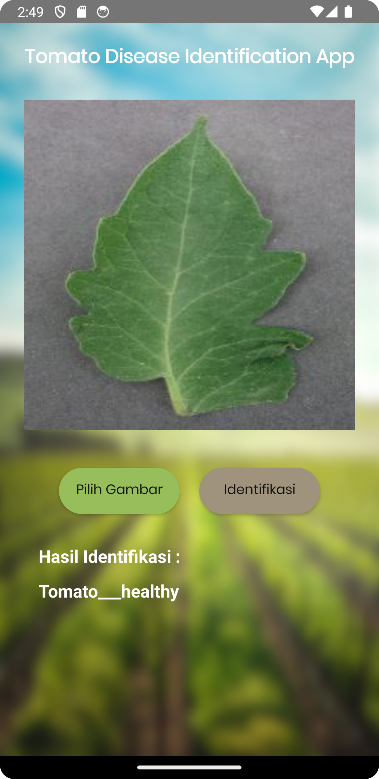 2:49
Tomato Disease Identification App
Pilih Gambar
Identifikasi
Hasil Identifikasi :
Tomato___healthy